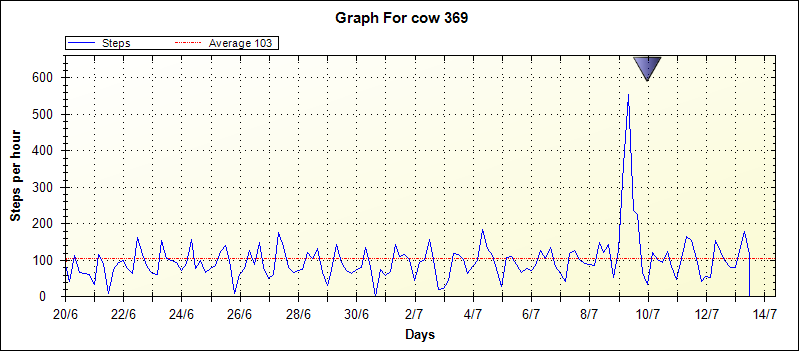 Graph For cow 369
Steps Average 103
600
500
400
300
200
100
0
Steps per hour
20/6 22/6 24/6 26/6 28/6 30/6 2/7 4/7 6/7 8/7 10/7 12/7 14/7
Days